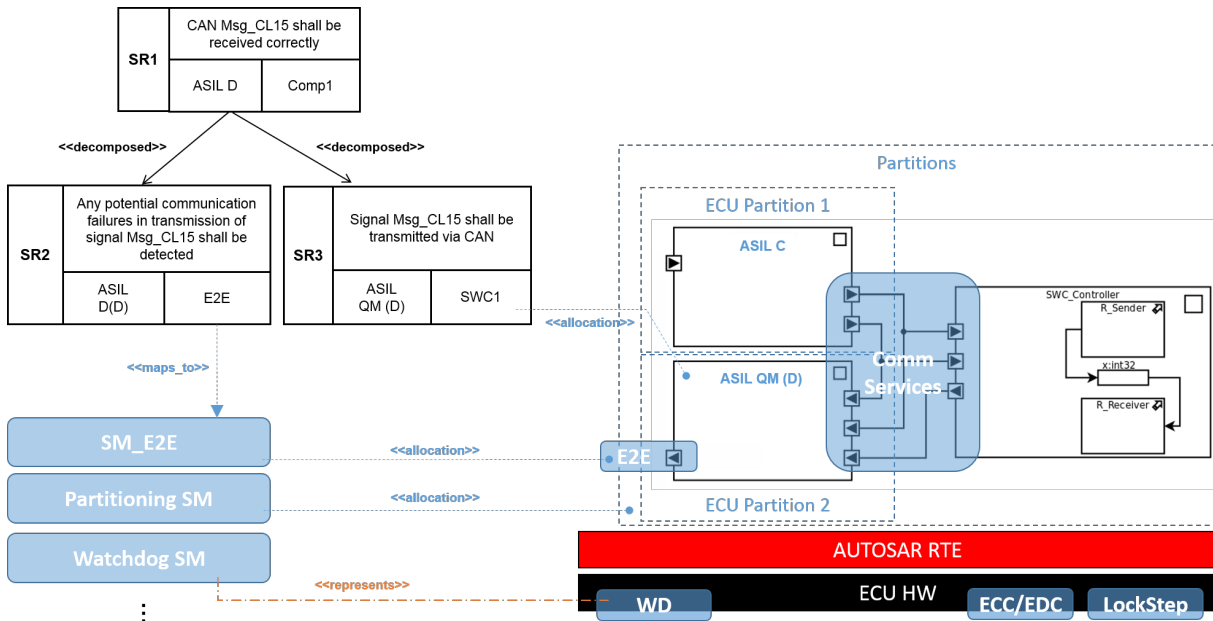 SR1
CAN Msg_CL15 shall be
received correctly
ASIL D
Comp1
<<decomposed>>
<<decomposed>>
SR2
Any potential communication
failures in transmission of
signal Msg_CL15 shall be
detected
ASIL
D(D)
E2E
SR3
Signal Msg_CL15 shall be
transmitted via CAN
ASIL
QM (D)
SWC1
<<allocation>>
<<maps_to>>
SM_E2E
<<allocation>>
Partitioning SM
<<allocation>>
Watchdog SM
<<represents>>
⋮
Partitions
ECU Partition 1
ASIL C
Comm
Services
SWC_Controller
R_Sender
x:int32
R_Receiver
ASIL QM (D)
E2E
ECU Partition 2
AUTOSAR RTE
ECU HW
WD
ECC/EDC
LockStep